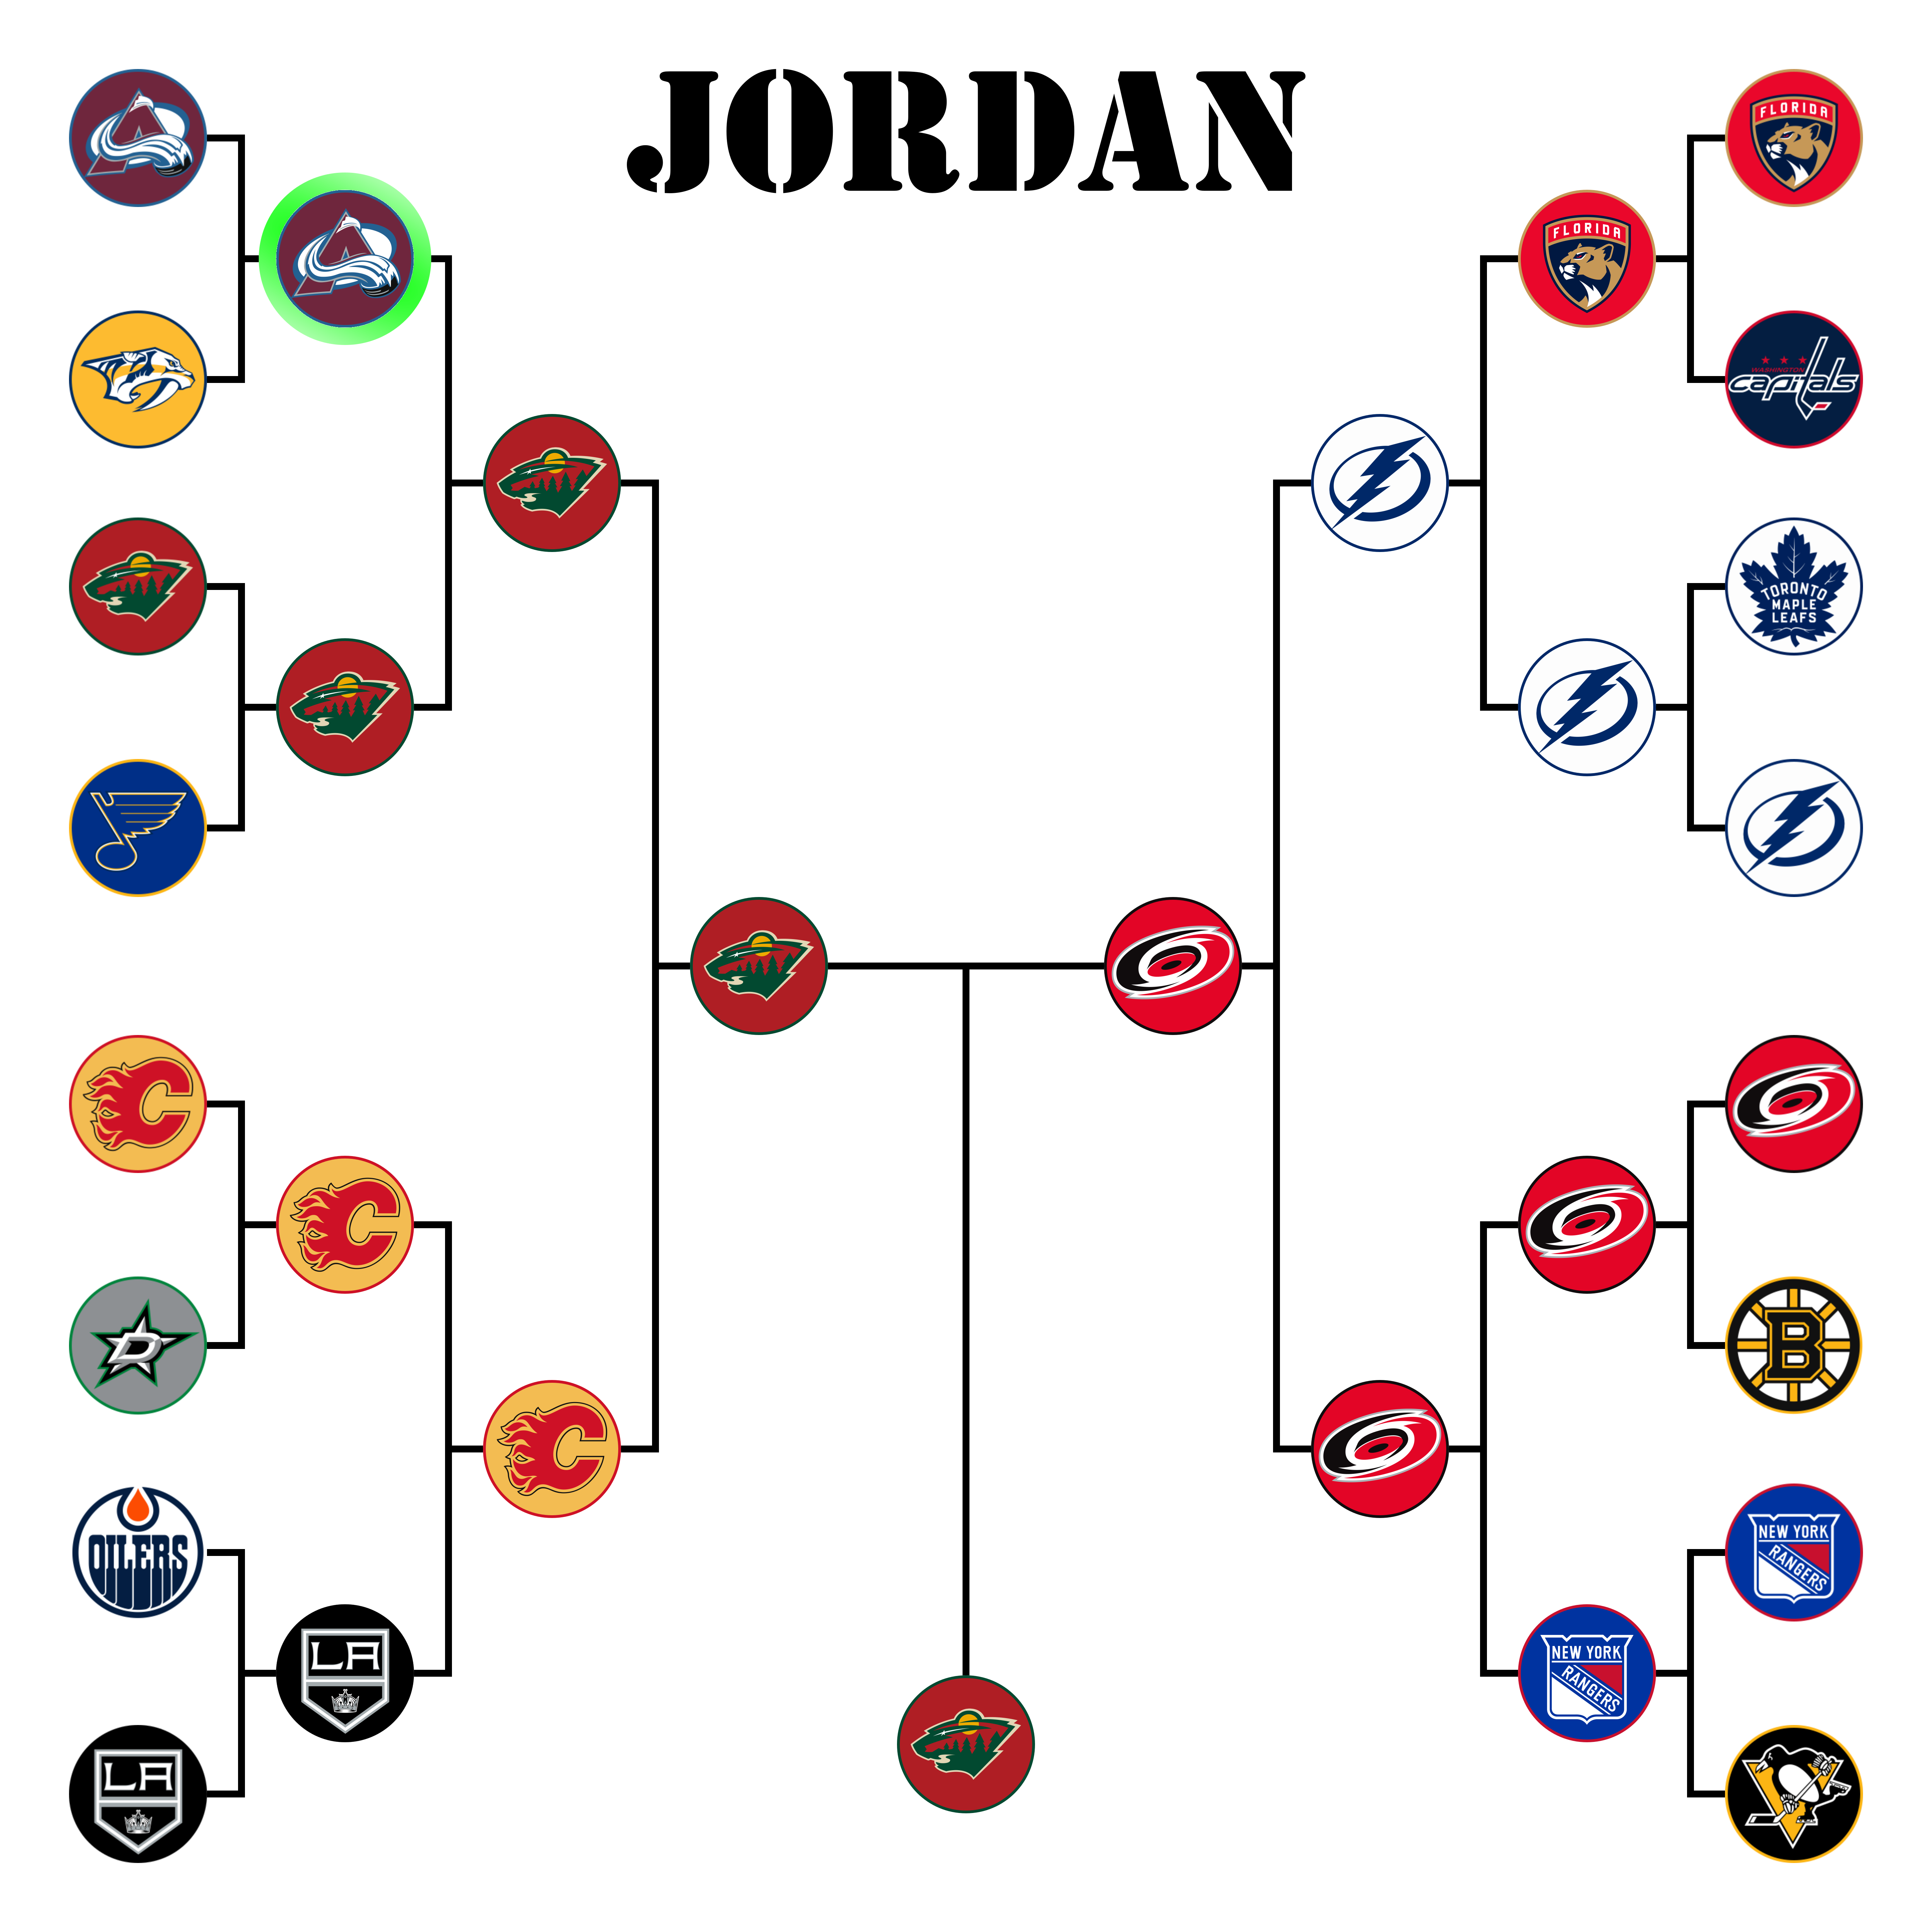 JORDAN
FLORIDA
FLORIDA
WASHINGTON
capitals
TORONTO
MAPLE
LEAFS
OILERS
LA
LA
B
NEW YORK
RANGERS
NEW YORK
RANGERS
A
A
C
C
C
D